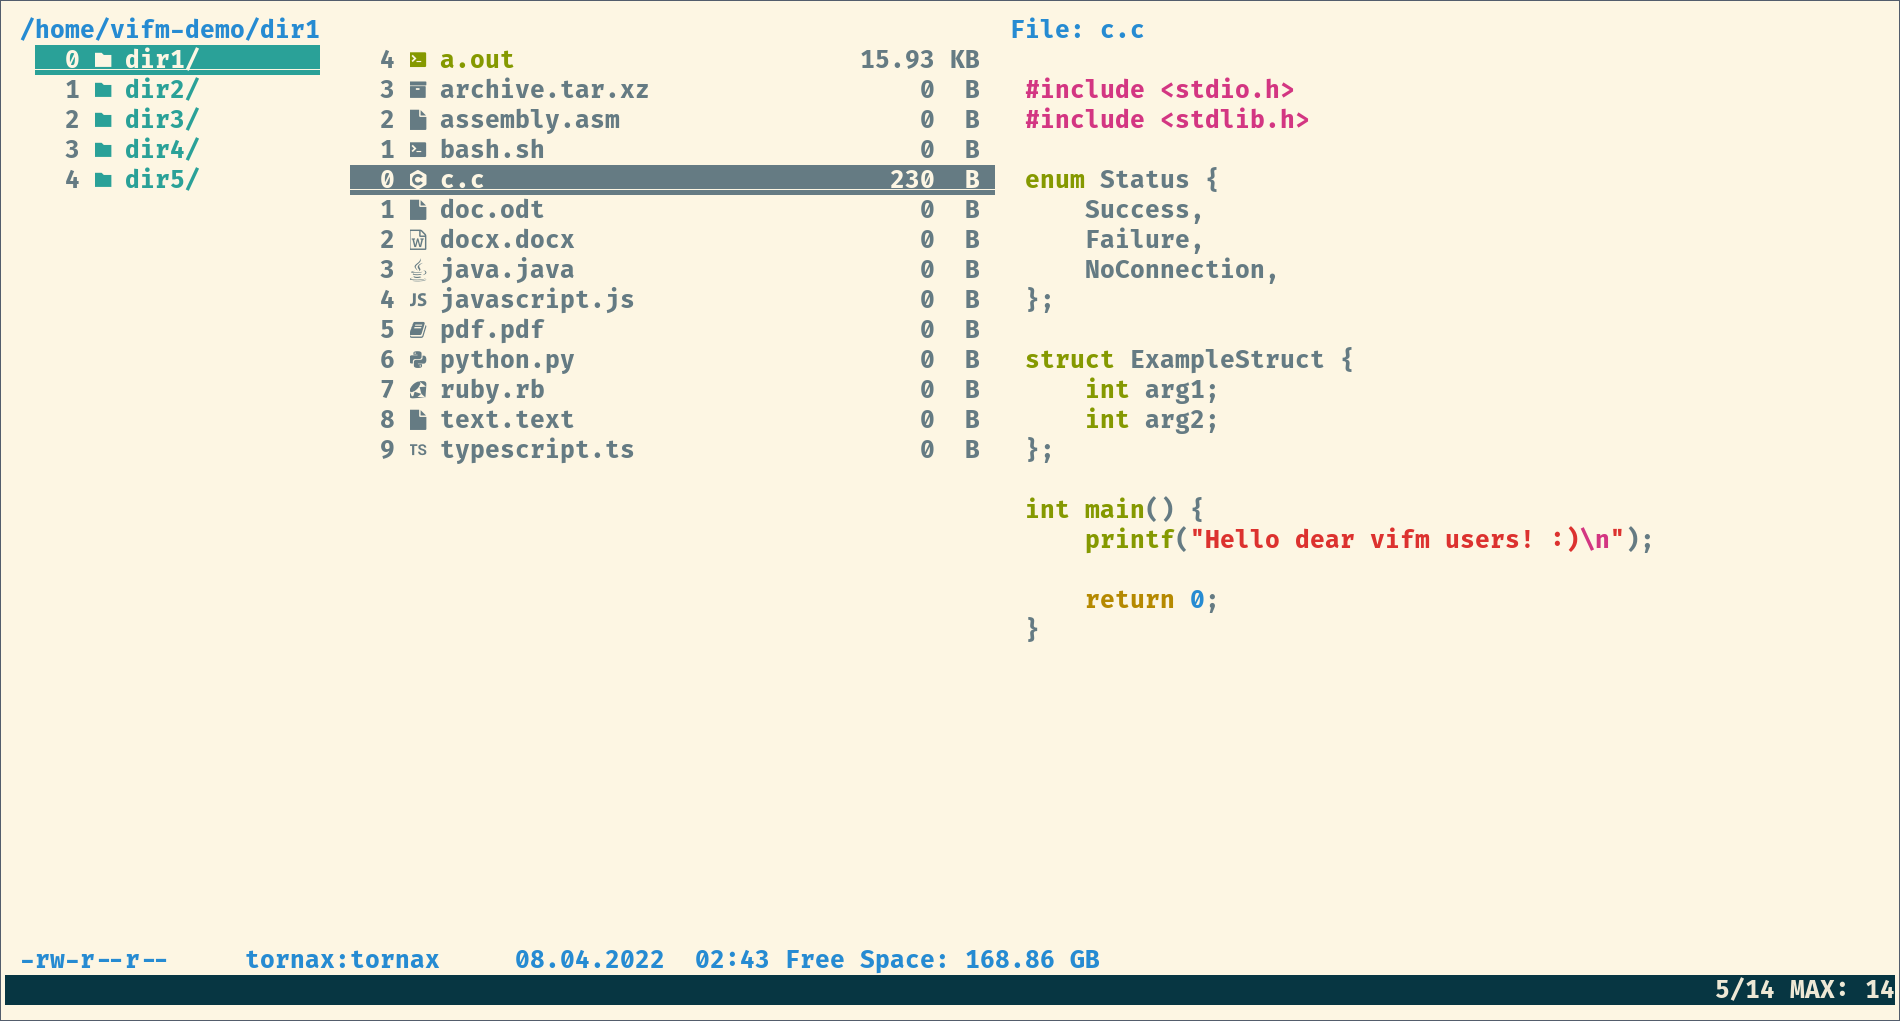 /home/vifm-demo/dir1
0 dir1/
1 dir2/
2 dir3/
3 dir4/
4 dir5/
4 a.out 15.93 KB
3 archive.tar.xz 0 B
2 assembly.asm 0 B
1 bash.sh 0 B
0 c.c 230 B
1 doc.odt 0 B
2 docx.docx 0 B
3 java.java 0 B
4 JS javascript.js 0 B
5 pdf.pdf 0 B
6 python.py 0 B
7 ruby.rb 0 B
8 text.text 0 B
9 TS typescript.ts 0 B
File: c.c
#include <stdio.h>
#include <stdlib.h>
enum Status {
    Success,
    Failure,
    NoConnection,
};
struct ExampleStruct {
    int arg1;
    int arg2;
};
int main() {
    printf("Hello dear vifm users! :)\n");
    return 0;
}
-rw-r--r-- tornax:tornax 08.04.2022 02:43 Free Space: 168.86 GB
5/14 MAX: 14